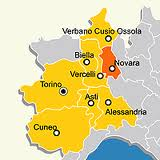 Verbano Cusio Ossola
Biella
Novara
Vercelli
Torino
Asti
Alessandria
Cuneo